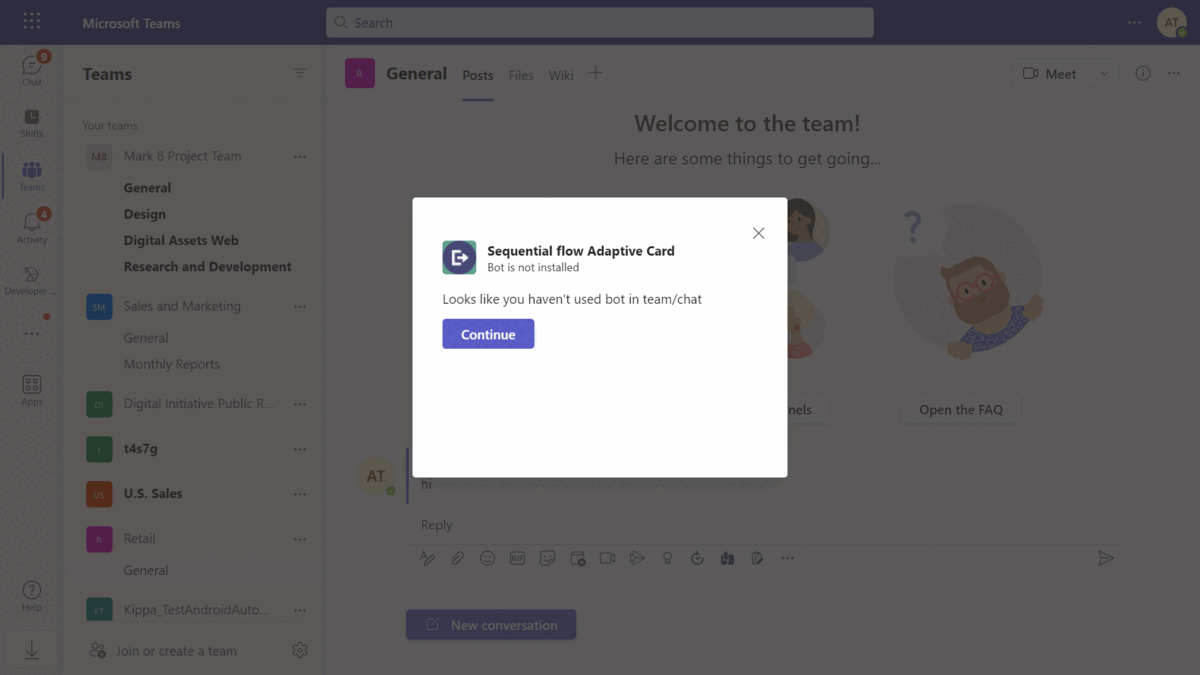 Microsoft Teams
Search
AT
9
Chat
Shifts
Teams
4
Activity
Developer ...
Apps
Help
Teams
Your teams
M8 Mark 8 Project Team
General
Design
Digital Assets Web
Research and Development
SM Sales and Marketing
General
Monthly Reports
DI Digital Initiative Public R...
t t4s7g
US U.S. Sales
R Retail
General
KT Kippa_TestAndroidAuto...
Join or create a team
R General Posts Files Wiki
Meet
Welcome to the team!
Here are some things to get going...
?
Sequential flow Adaptive Card
Bot is not installed
Looks like you haven't used bot in team/chat
Continue
nels
Open the FAQ
AT
hi
Reply
GIF
New conversation